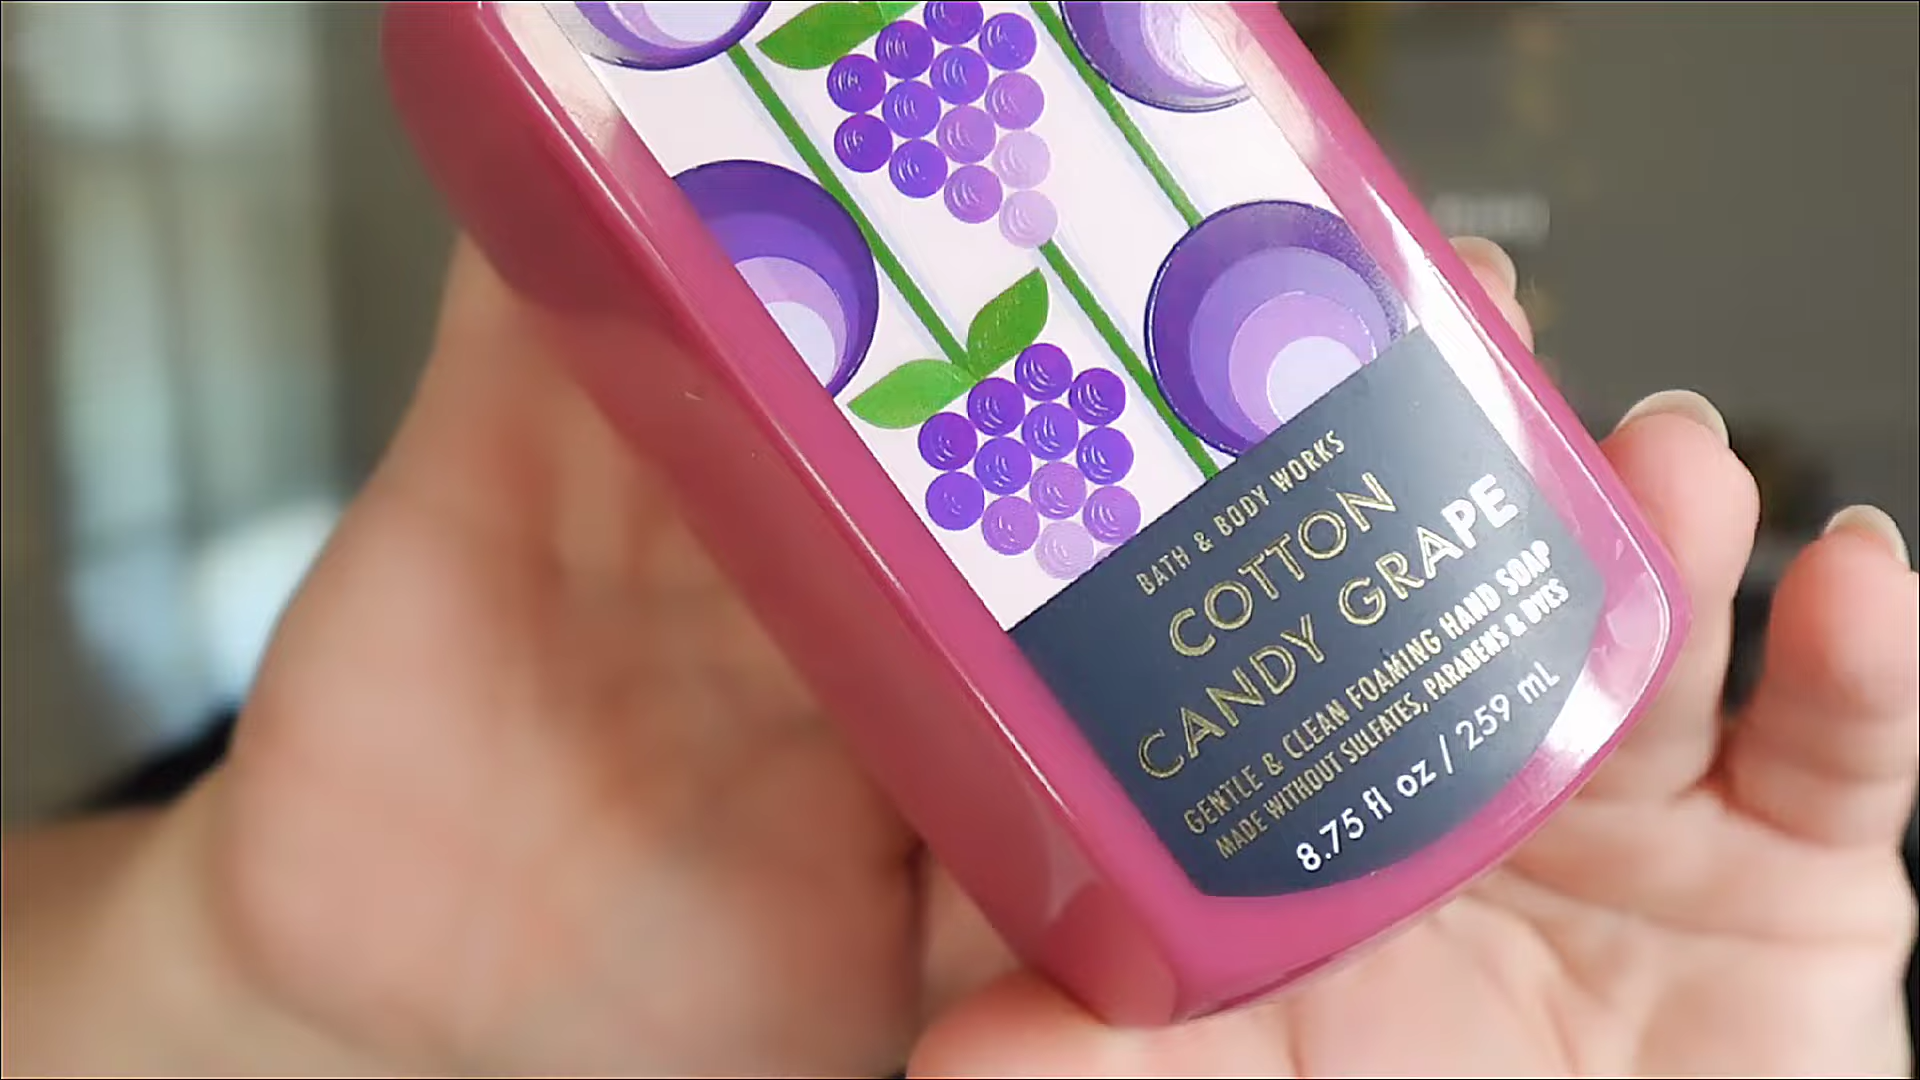 BATH & BODY WORKS
COTTON
CANDY GRAPE
GENTLE & CLEAN FOAMING HAND SOAP
MADE WITHOUT SULFATES, PARABENS & DYES
8.75 fl oz / 259 mL